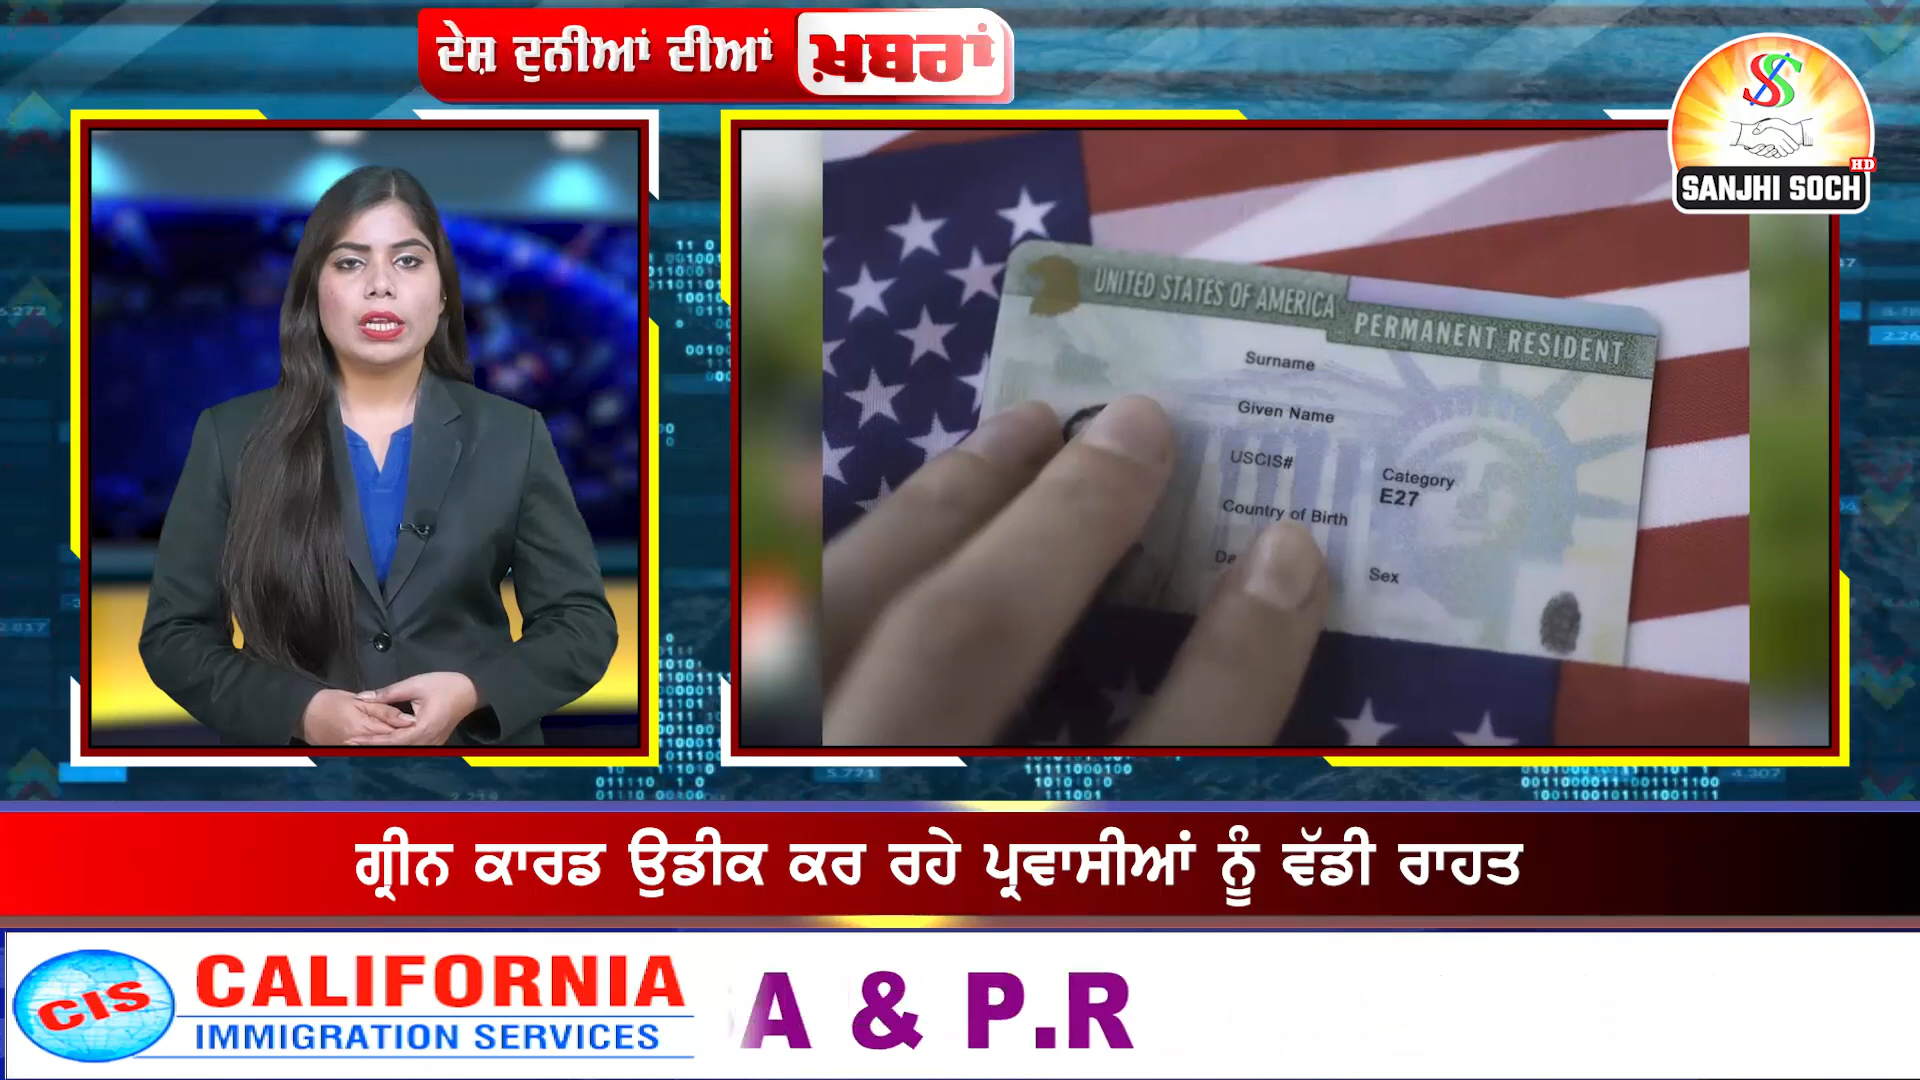 ਦੇਸ਼ ਦੁਨੀਆਂ ਦੀਆਂ ਖ਼ਬਰਾਂ
SS
HD
SANJHI SOCH
UNITED STATES OF AMERICA
PERMANENT RESIDENT
Surname
Given Name
USCIS#
Category
E27
Country of Birth
Sex
ਗ੍ਰੀਨ ਕਾਰਡ ਉਡੀਕ ਕਰ ਰਹੇ ਪ੍ਰਵਾਸੀਆਂ ਨੂੰ ਵੱਡੀ ਰਾਹਤ
CIS
CALIFORNIA
IMMIGRATION SERVICES
A & P.R